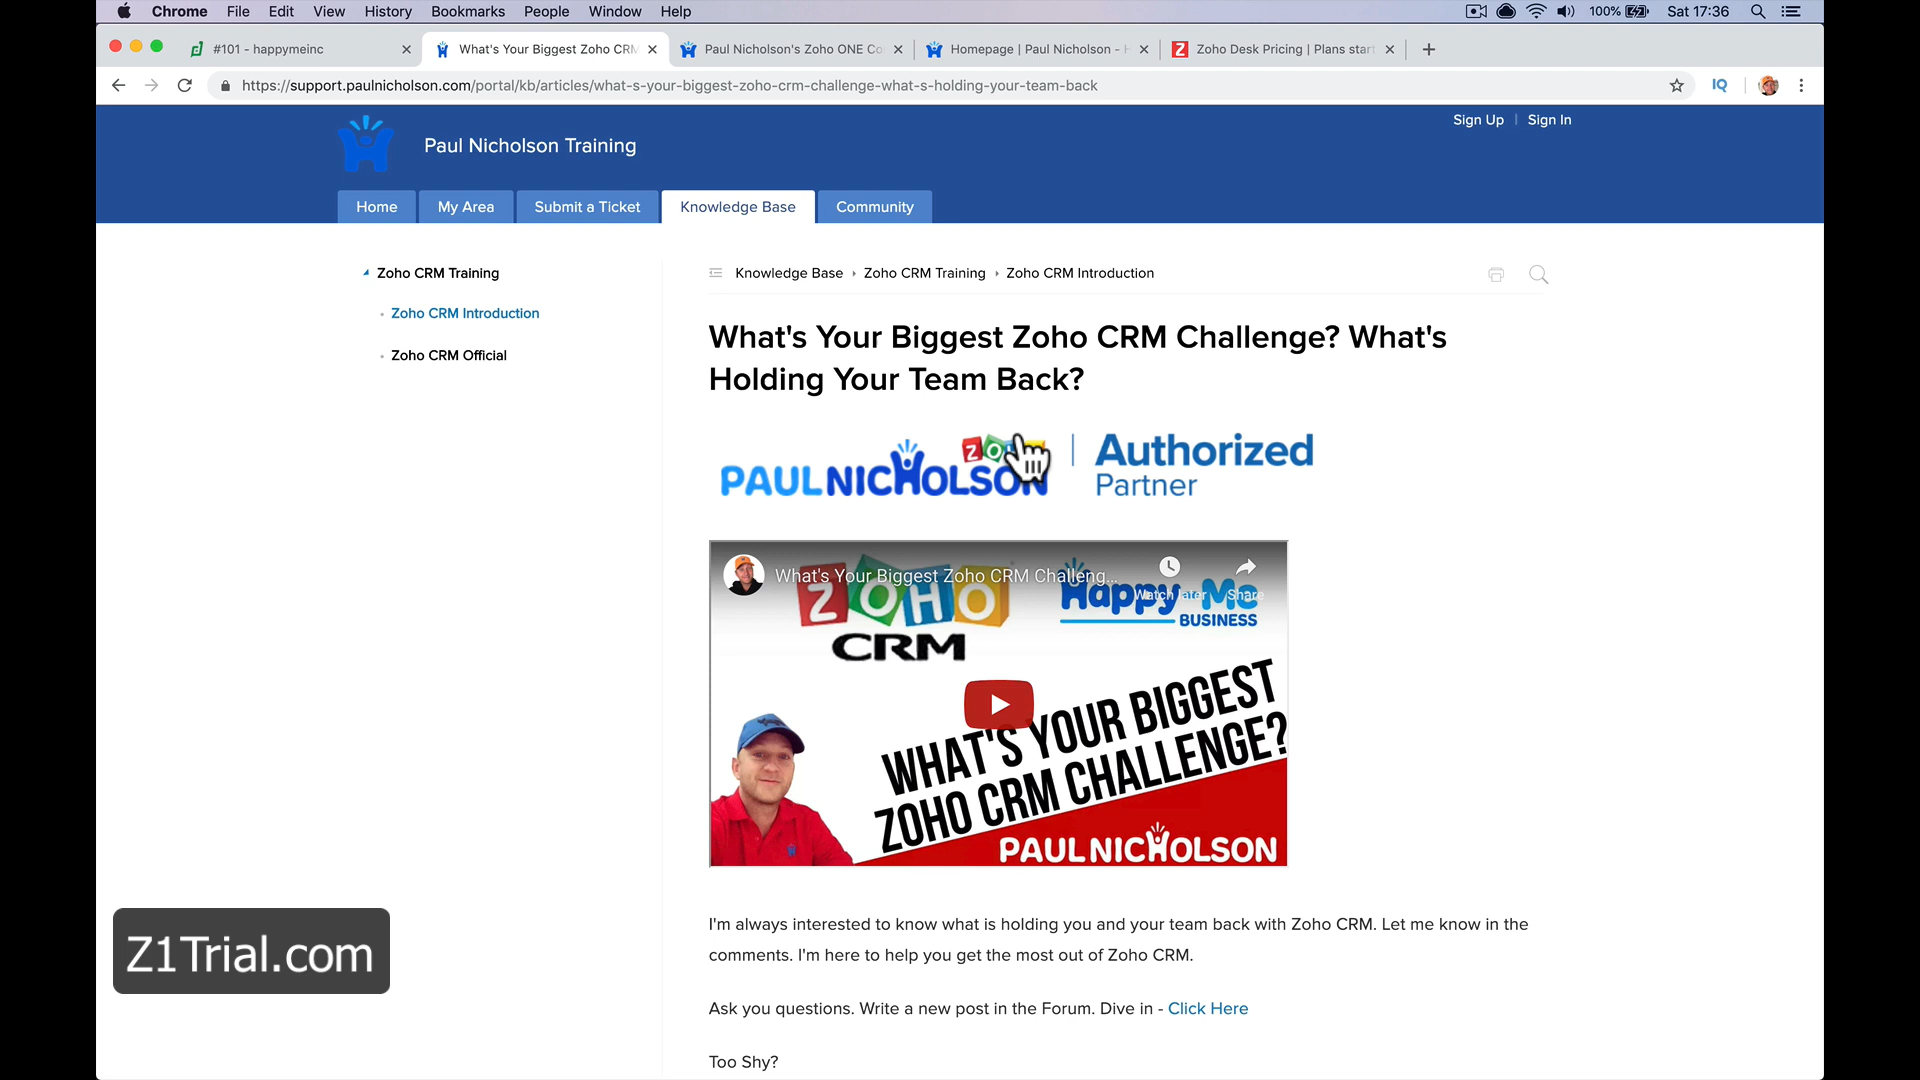 Chrome File Edit View History Bookmarks People Window Help 100% Sat 17:36
#101 - happymeinc
What's Your Biggest Zoho CRM
Paul Nicholson's Zoho ONE Co
Homepage | Paul Nicholson - H
Zoho Desk Pricing | Plans start
https://support.paulnicholson.com/portal/kb/articles/what-s-your-biggest-zoho-crm-challenge-what-s-holding-your-team-back
IQ
Sign Up | Sign In
Paul Nicholson Training
Home My Area Submit a Ticket Knowledge Base Community
Zoho CRM Training
Zoho CRM Introduction
Zoho CRM Official
Knowledge Base Zoho CRM Training Zoho CRM Introduction
What's Your Biggest Zoho CRM Challenge? What's
Holding Your Team Back?
PAUL NICHOLSON
Authorized
Partner
What's Your Biggest Zoho CRM Challeng...
Watch later Share
ZOHO
CRM
Happy-Me
BUSINESS
WHAT'S YOUR BIGGEST
ZOHO CRM CHALLENGE?
PAUL NICHOLSON
I'm always interested to know what is holding you and your team back with Zoho CRM. Let me know in the
comments. I'm here to help you get the most out of Zoho CRM.
Ask you questions. Write a new post in the Forum. Dive in - Click Here
Too Shy?
Z1Trial.com